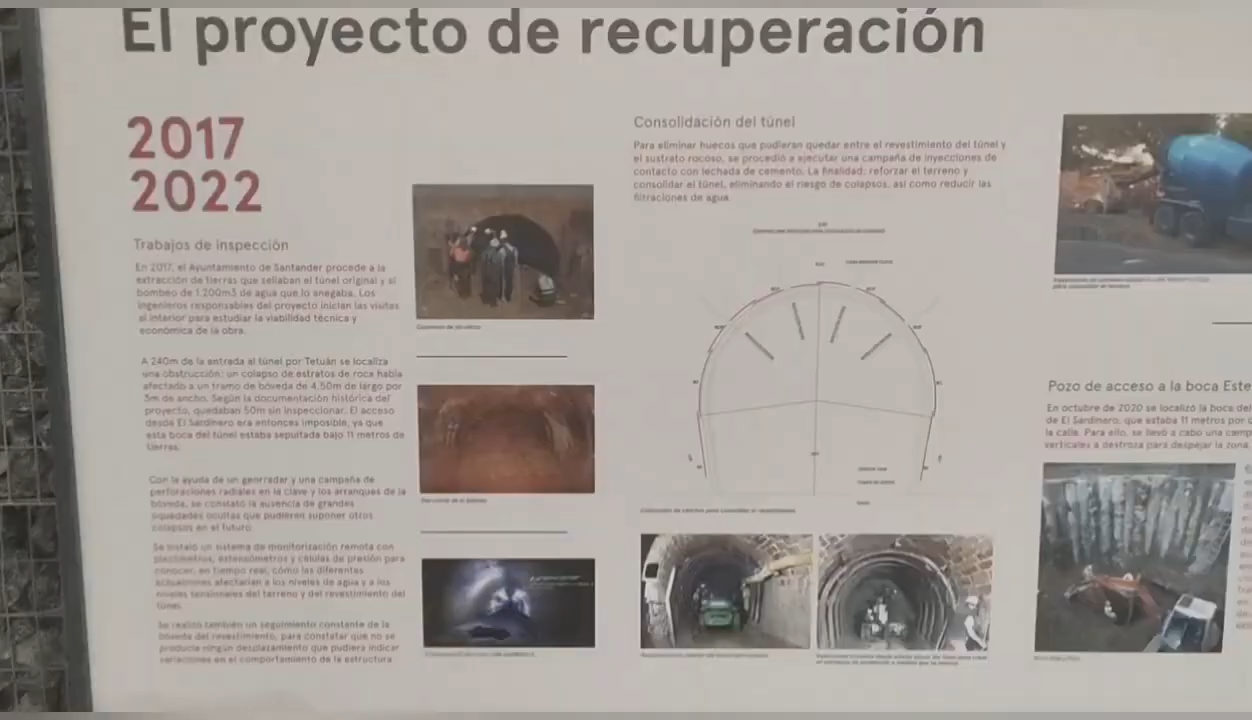 El proyecto de recuperación
2017
2022
Trabajos de inspección
En 2017, el Ayuntamiento de Santander procede a la
extracción de tierras que sellaban el túnel original y al
bombeo de 1.200m3 de agua que lo anegaba. Los
ingenieros responsables del proyecto inician las visitas
al interior para estudiar la viabilidad técnica y
económica de la obra.
A 240m de la entrada al túnel por Tetuán se localiza
una obstrucción: un colapso de estratos de roca había
afectado a un tramo de bóveda de 4,50m de largo por
3m de ancho. Según la documentación histórica del
proyecto, quedaban 50m sin inspeccionar. El acceso
desde El Sardinero era entonces imposible, ya que
esta boca del túnel estaba sepultada bajo 11 metros de
tierras.
Con la ayuda de un georradar y una campaña de
perforaciones radiales en la clave y los arranques de la
bóveda, se constató la ausencia de grandes
oquedades ocultas que pudieran suponer otros
colapsos en el futuro.
Se instaló un sistema de monitorización remota con
piezómetros, extensómetros y células de presión para
conocer, en tiempo real, cómo las diferentes
actuaciones afectarían a los niveles de agua y a los
niveles tensionales del terreno y del revestimiento del
túnel.
Se realizó también un seguimiento constante de la
bóveda del revestimiento, para constatar que no se
producía ningún desplazamiento que pudiera indicar
variaciones en el comportamiento de la estructura.
Consolidación del túnel
Para eliminar huecos que pudieran quedar entre el revestimiento del túnel y
el sustrato rocoso, se procedió a ejecutar una campaña de inyecciones de
contacto con lechada de cemento. La finalidad: reforzar el terreno y
consolidar el túnel, eliminando el riesgo de colapsos, así como reducir las
filtraciones de agua.
Pozo de acceso a la boca Este
En octubre de 2020 se localizó la boca del
de El Sardinero, que estaba 11 metros por
la calle. Para ello, se llevó a cabo una camp
verticales a destroza para despejar la zona.